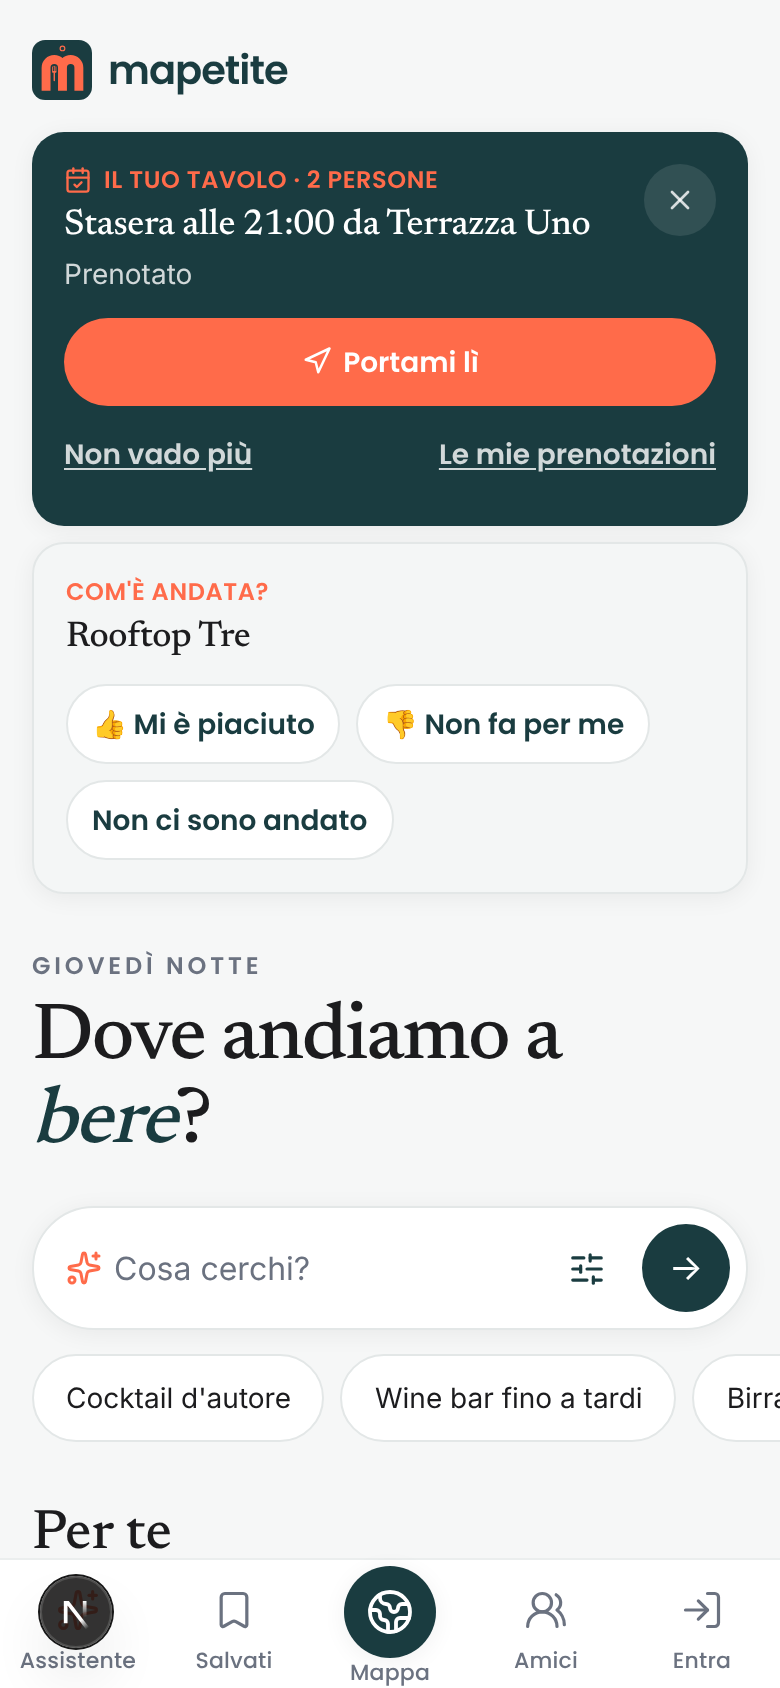 mapetite
IL TUO TAVOLO · 2 PERSONE
Stasera alle 21:00 da Terrazza Uno
Prenotato
Portami lì
Non vado più
Le mie prenotazioni
COM'È ANDATA?
Rooftop Tre
👍 Mi è piaciuto
👎 Non fa per me
Non ci sono andato
GIOVEDÌ NOTTE
Dove andiamo a
bere?
Cosa cerchi?
Cocktail d'autore
Wine bar fino a tardi
Birra
Per te
N
Assistente
Salvati
Mappa
Amici
Entra